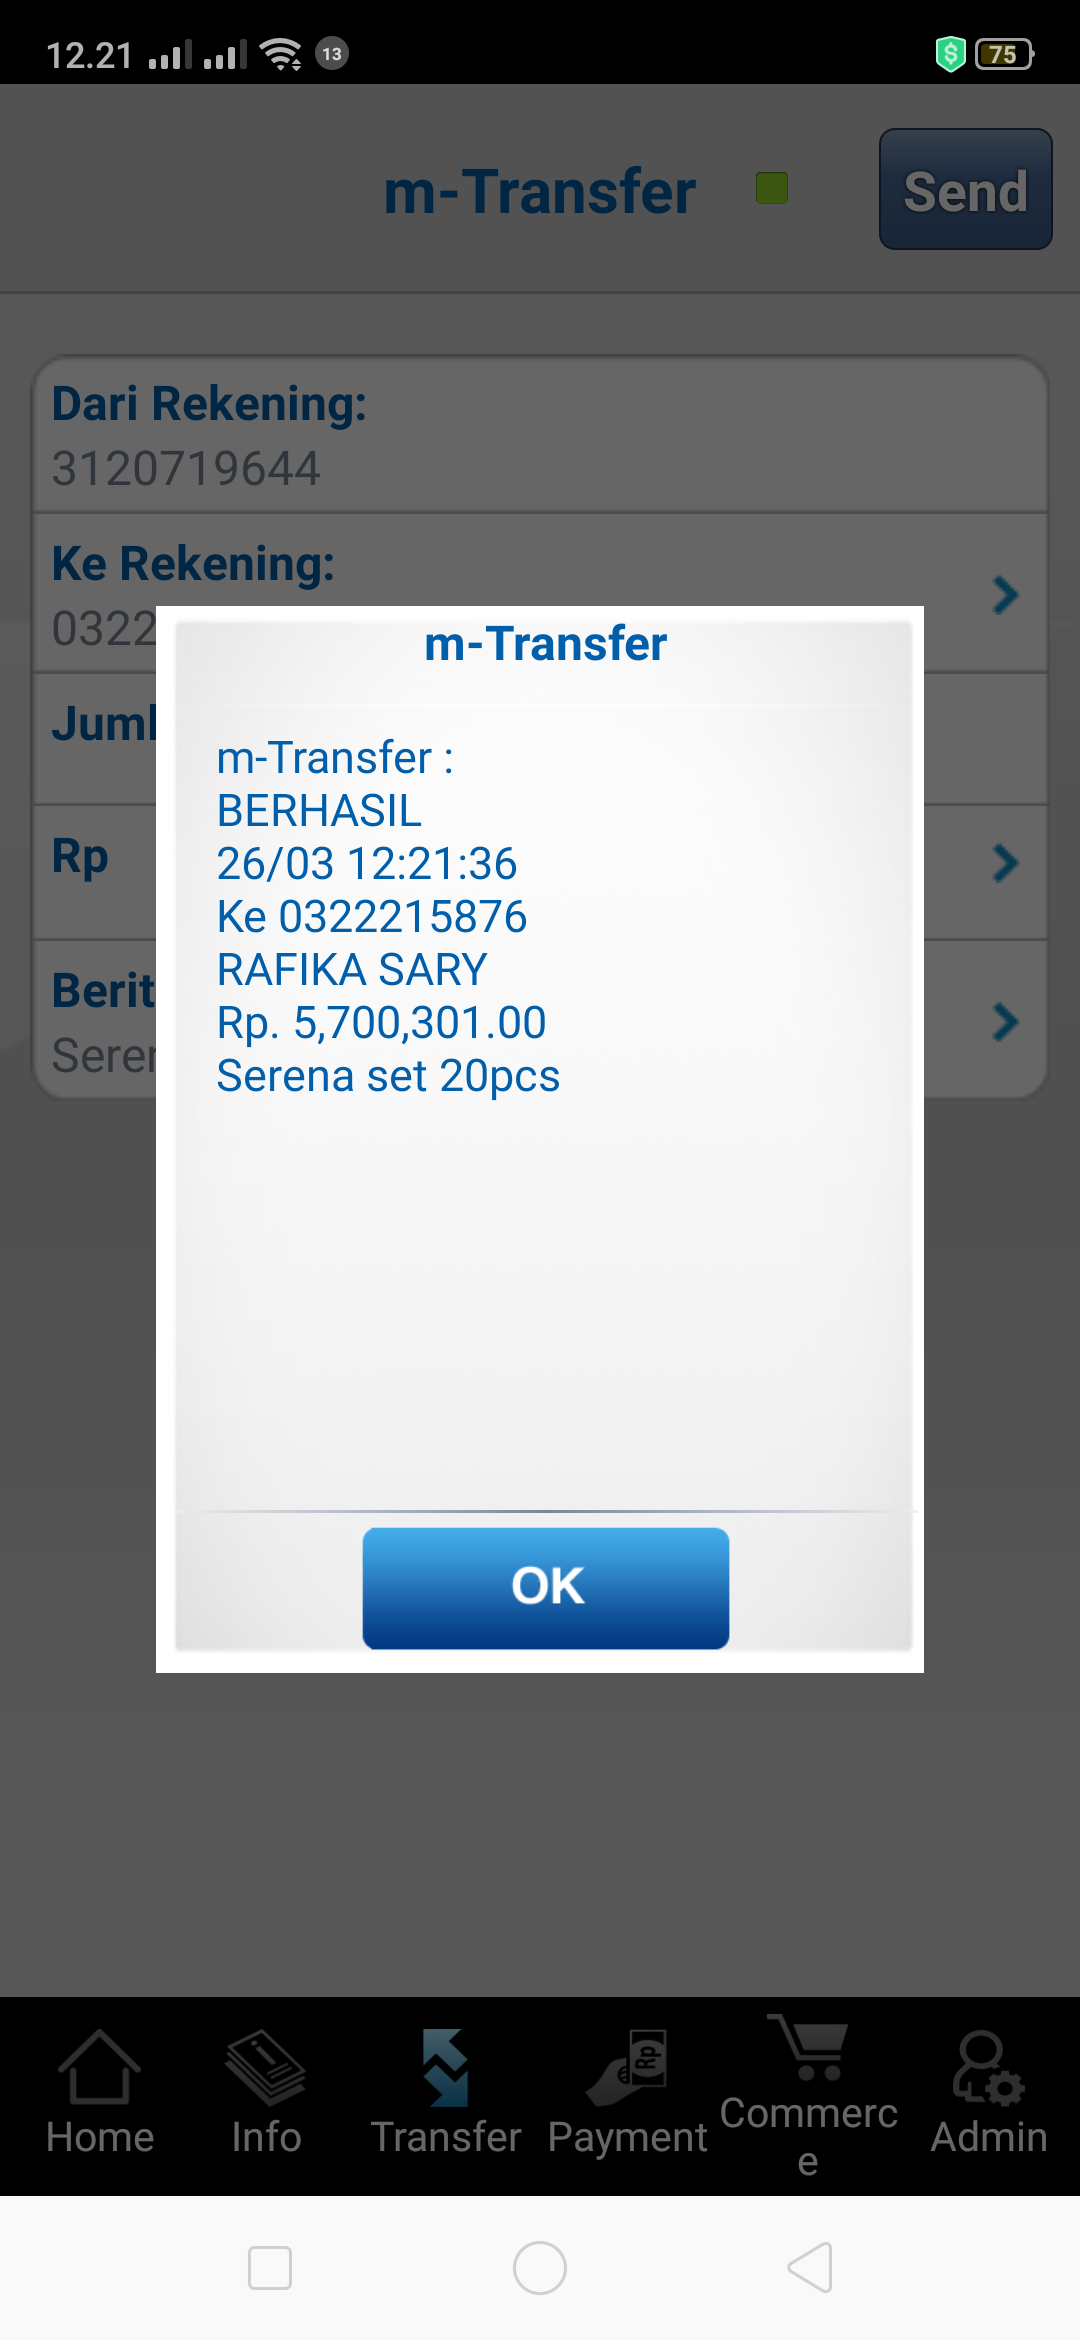 12.21
13
75
m-Transfer
Send
Dari Rekening:
3120719644
Ke Rekening:
0322
Juml
Rp
Berit
Seren
m-Transfer
m-Transfer :
BERHASIL
26/03 12:21:36
Ke 0322215876
RAFIKA SARY
Rp. 5,700,301.00
Serena set 20pcs
OK
Rp
Home
Info
Transfer
Payment
Commerc
e
Admin